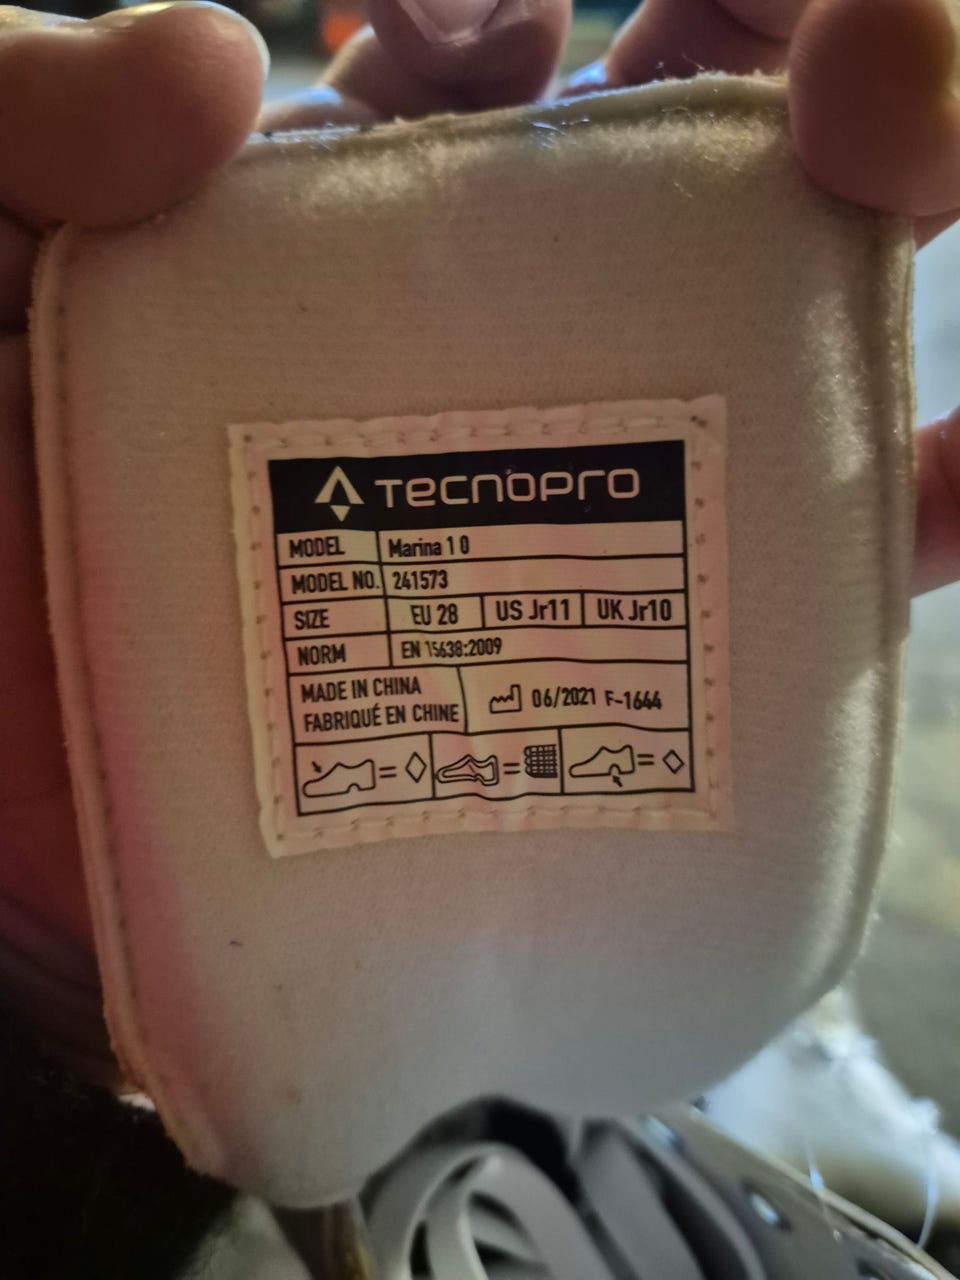 TECNOPRO
MODEL Marina 1 0
MODEL NO. 241573
SIZE EU 28 US Jr11 UK Jr10
NORM EN 15638:2009
MADE IN CHINA
FABRIQUÉ EN CHINE
06/2021 F-1644
= = =